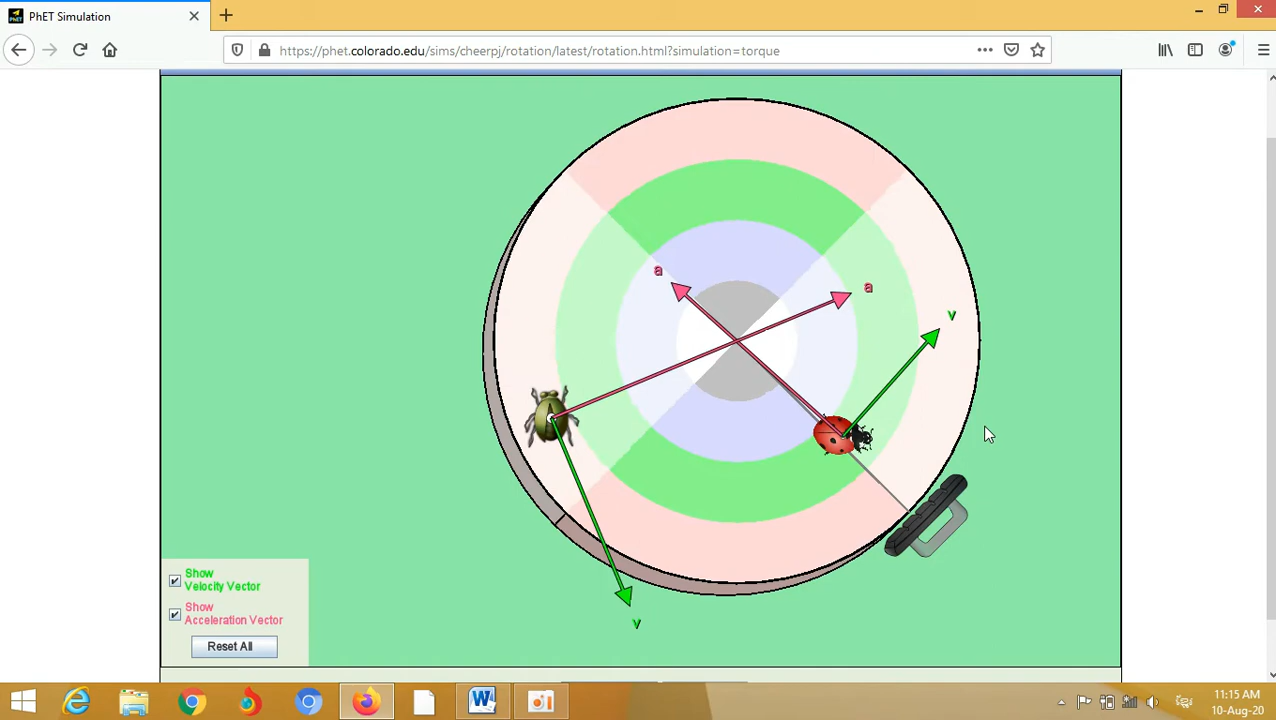 PhET Simulation
https://phet.colorado.edu/sims/cheerpj/rotation/latest/rotation.html?simulation=torque
a
a
v
v
Show
Velocity Vector
Show
Acceleration Vector
Reset All
11:15 AM
10-Aug-20